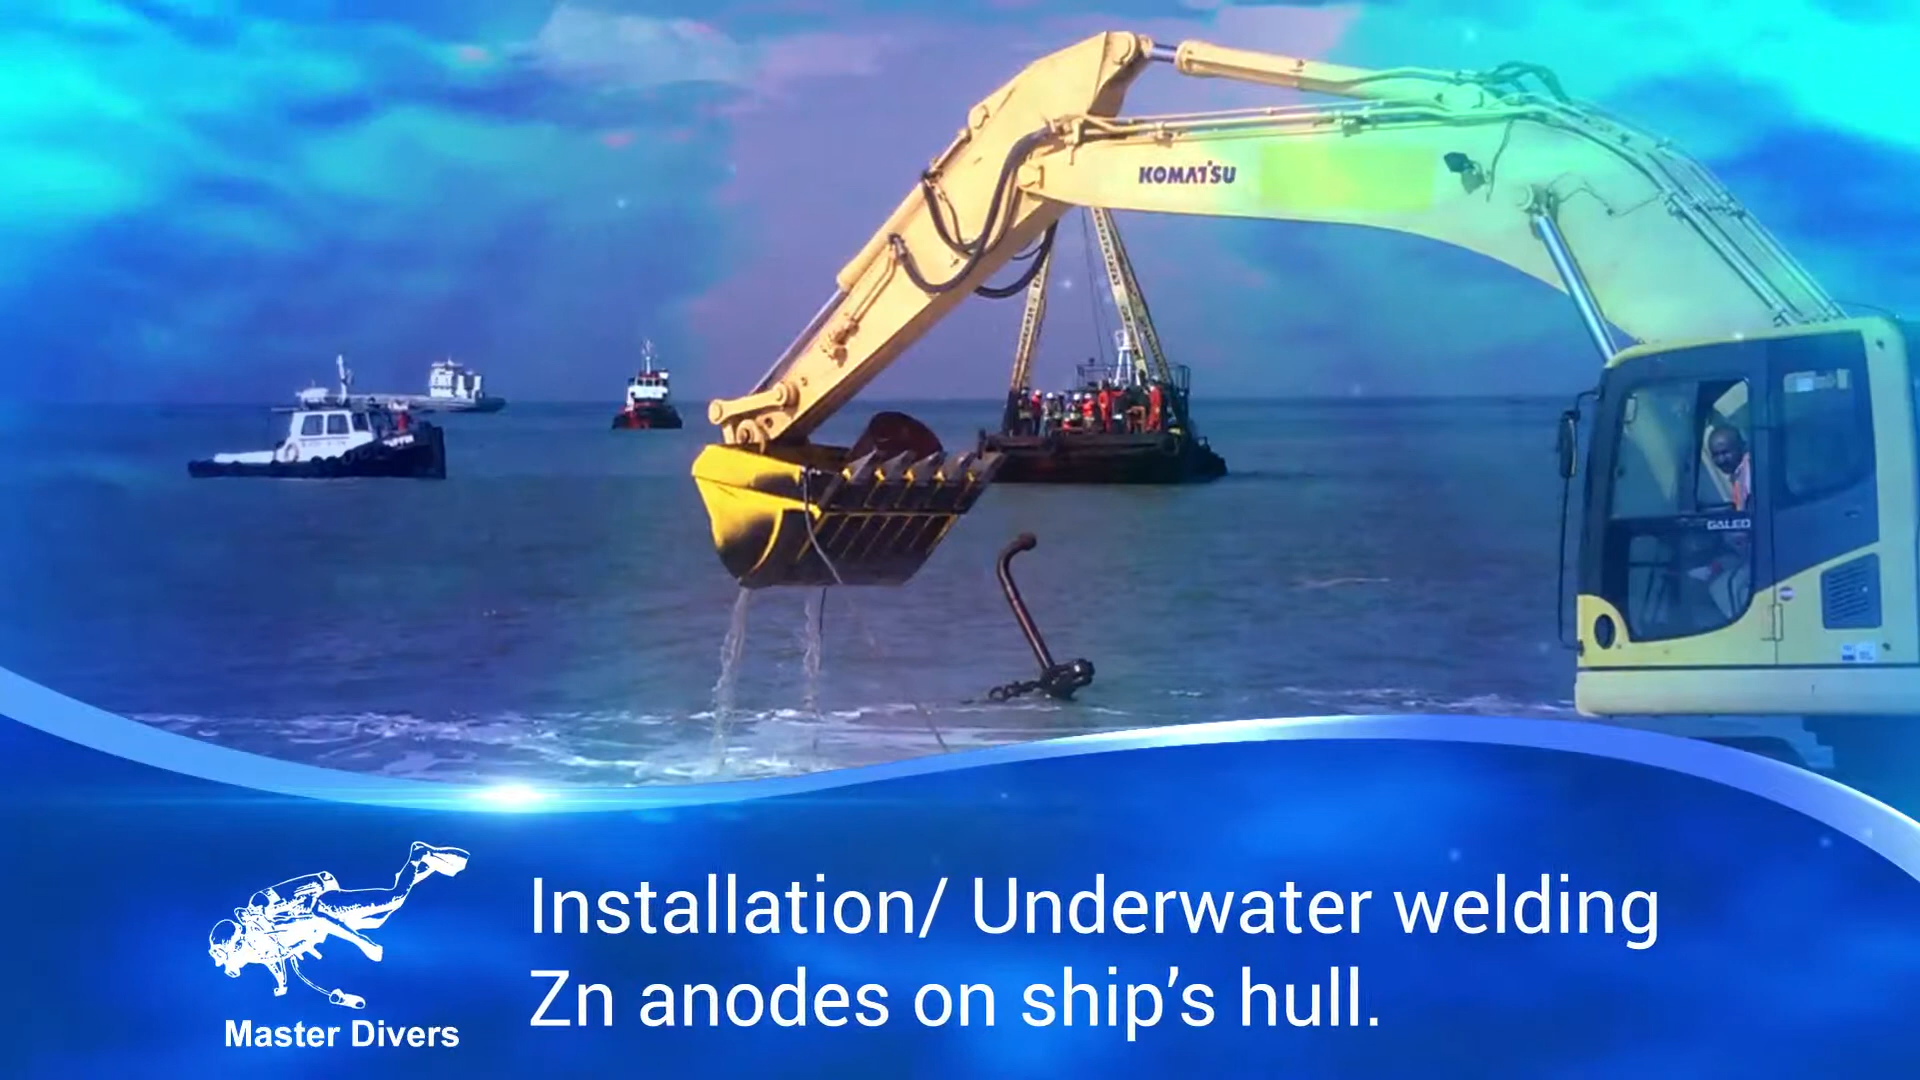 KOMATSU
GALEO
Installation/ Underwater welding
Zn anodes on ship’s hull.
Master Divers